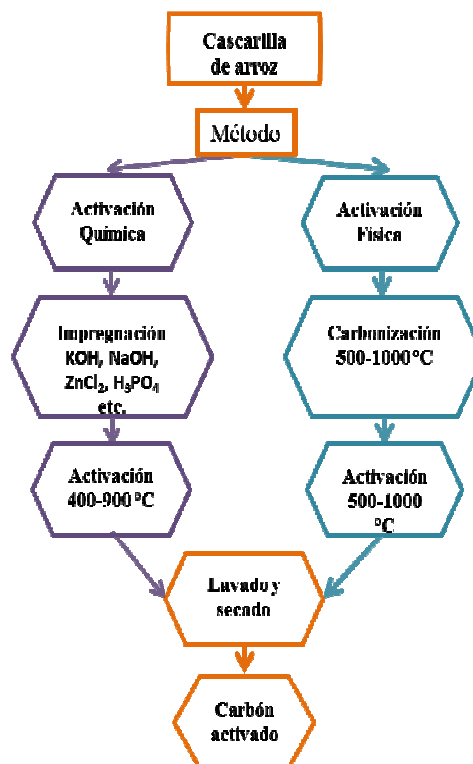 Cascarilla
de arroz
Método
Activación
Química
Activación
Física
Impregnación
KOH, NaOH,
ZnCl₂, H₃PO₄
etc.
Carbonización
500-1000 °C
Activación
400-900 °C
Activación
500-1000
°C
Lavado y
secado
Carbón
activado